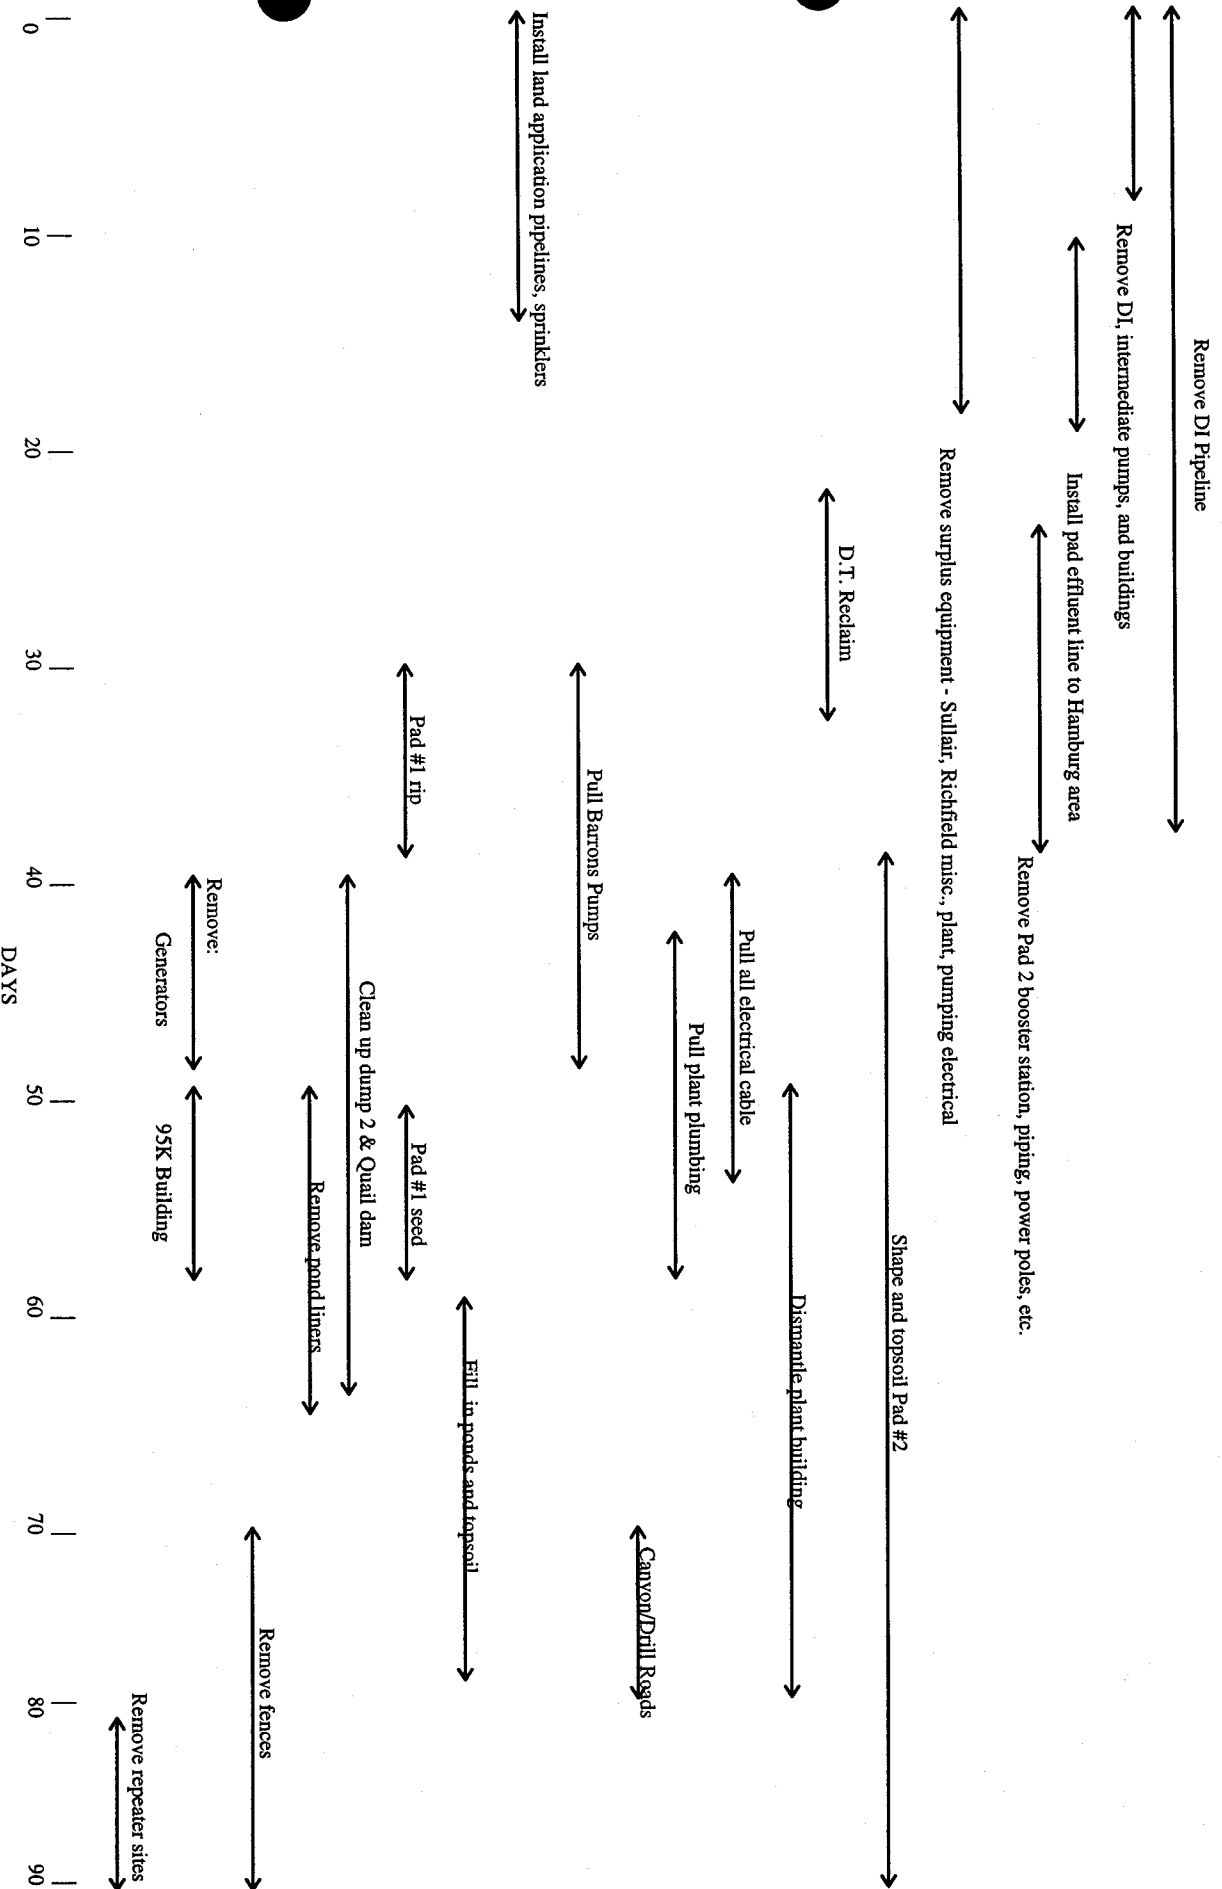 Remove DI Pipeline
Remove DI, intermediate pumps, and buildings
Install pad effluent line to Hamburg area
Remove Pad 2 booster station, piping, power poles, etc.
Remove surplus equipment - Sullair, Richfield misc., plant, pumping electrical
Shape and topsoil Pad #2
D.T. Reclaim
Dismantle plant building
Pull all electrical cable
Pull plant plumbing
Canyon/Drill Roads
Pull Barrons Pumps
Install land application pipelines, sprinklers
Fill in ponds and topsoil
Pad #1 rip
Pad #1 seed
Clean up dump 2 & Quail dam
Remove pond liners
Remove fences
Remove:
Generators
95K Building
Remove repeater sites
0
10
20
30
40
50
60
70
80
90
DAYS